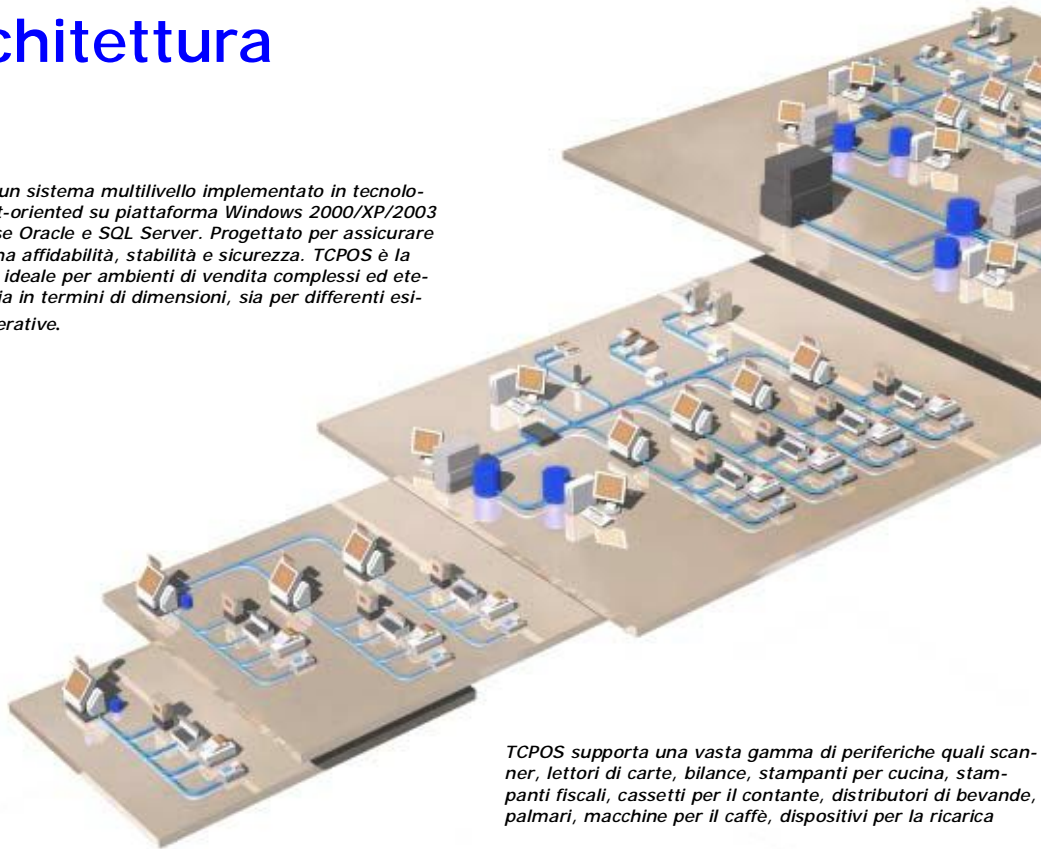 chitettura
un sistema multilivello implementato in tecnolo-
t-oriented su piattaforma Windows 2000/XP/2003
se Oracle e SQL Server. Progettato per assicurare
na affidabilità, stabilità e sicurezza. TCPOS è la
ideale per ambienti di vendita complessi ed ete-
ia in termini di dimensioni, sia per differenti esi-
erative.
TCPOS supporta una vasta gamma di periferiche quali scan-
ner, lettori di carte, bilance, stampanti per cucina, stam-
panti fiscali, cassetti per il contante, distributori di bevande,
palmari, macchine per il caffè, dispositivi per la ricarica